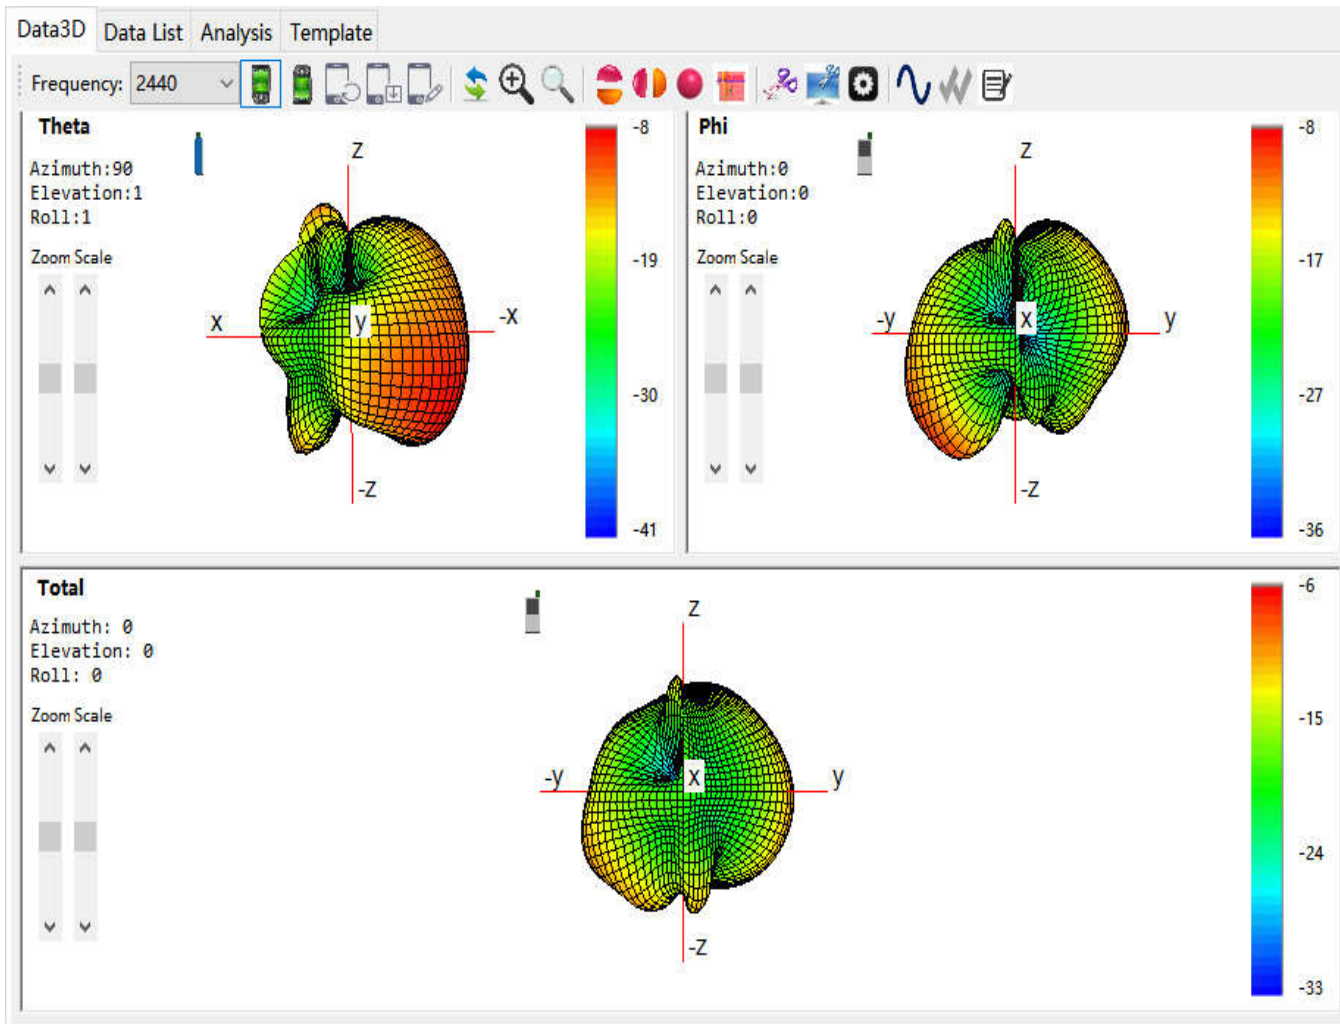 Data3D Data List Analysis Template
Frequency: 2440
Theta
Azimuth:90
Elevation:1
Roll:1
Zoom Scale
z
x
y
-x
-z
-8
-19
-30
-41
Phi
Azimuth:0
Elevation:0
Roll:0
Zoom Scale
z
-y
x
y
-z
-8
-17
-27
-36
Total
Azimuth: 0
Elevation: 0
Roll: 0
Zoom Scale
z
-y
x
y
-z
-6
-15
-24
-33